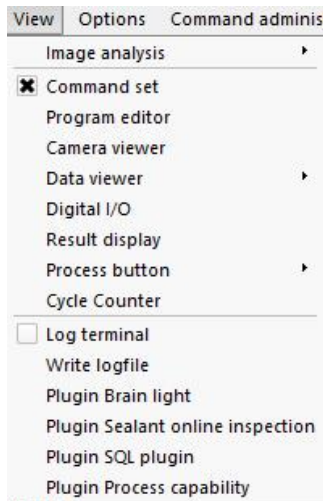 View Options Command adminis
Image analysis
Command set
Program editor
Camera viewer
Data viewer
Digital I/O
Result display
Process button
Cycle Counter
Log terminal
Write logfile
Plugin Brain light
Plugin Sealant online inspection
Plugin SQL plugin
Plugin Process capability